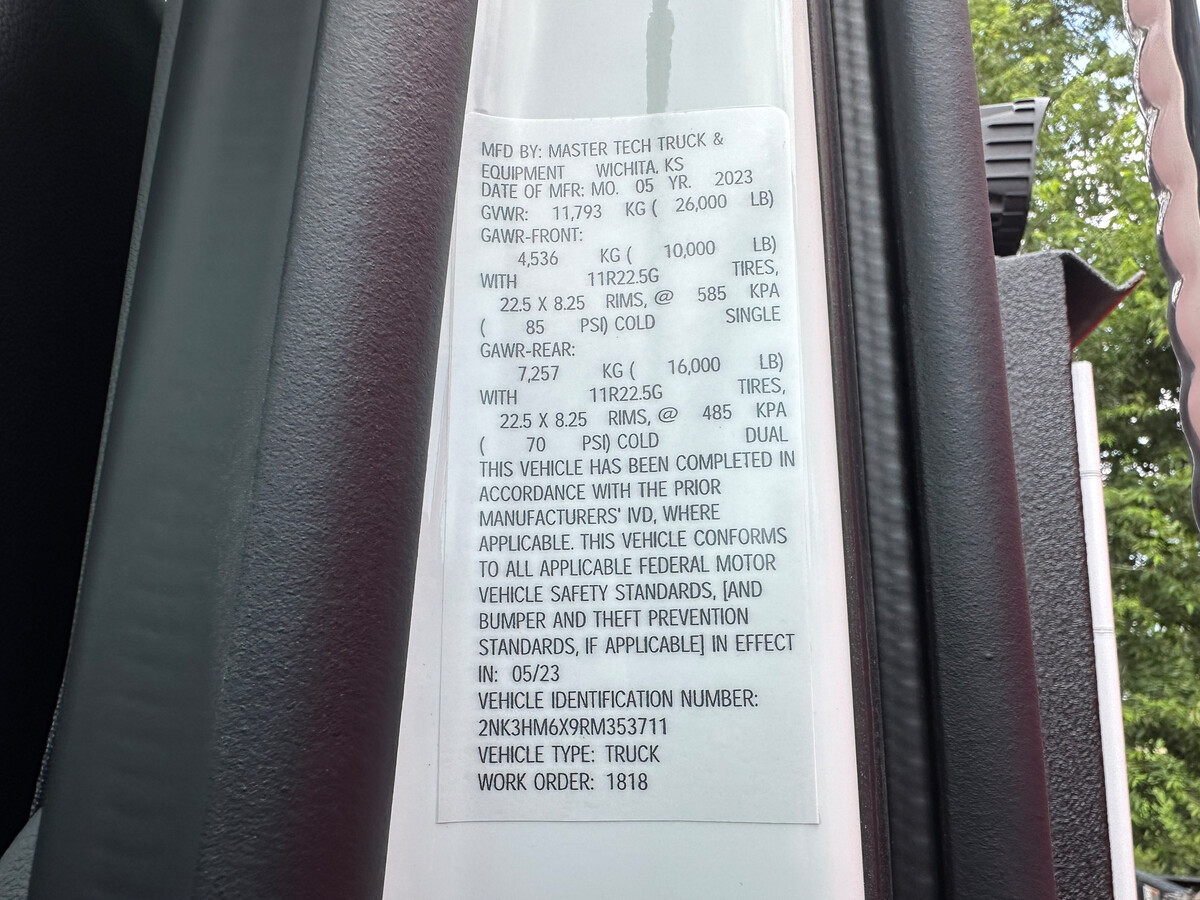 MFD BY: MASTER TECH TRUCK &
EQUIPMENT WICHITA, KS
DATE OF MFR: MO. 05 YR. 2023
GVWR: 11,793 KG ( 26,000 LB)
GAWR-FRONT:
4,536 KG ( 10,000 LB)
WITH 11R22.5G TIRES,
22.5 X 8.25 RIMS, @ 585 KPA
( 85 PSI) COLD SINGLE
GAWR-REAR:
7,257 KG ( 16,000 LB)
WITH 11R22.5G TIRES,
22.5 X 8.25 RIMS, @ 485 KPA
( 70 PSI) COLD DUAL
THIS VEHICLE HAS BEEN COMPLETED IN
ACCORDANCE WITH THE PRIOR
MANUFACTURERS' IVD, WHERE
APPLICABLE. THIS VEHICLE CONFORMS
TO ALL APPLICABLE FEDERAL MOTOR
VEHICLE SAFETY STANDARDS, [AND
BUMPER AND THEFT PREVENTION
STANDARDS, IF APPLICABLE] IN EFFECT
IN: 05/23
VEHICLE IDENTIFICATION NUMBER:
2NK3HM6X9RM353711
VEHICLE TYPE: TRUCK
WORK ORDER: 1818